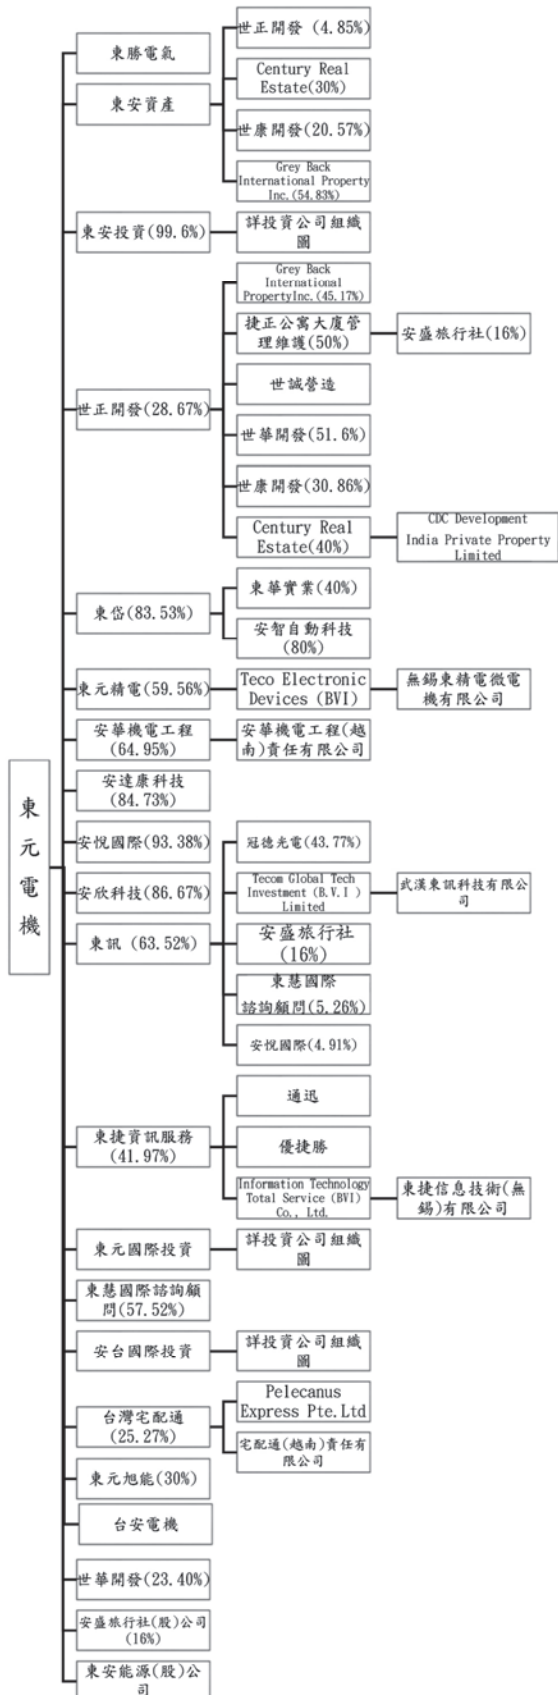 東元電機
東勝電氣
東安資產
世正開發 (4.85%)
Century Real
Estate(30%)
世康開發(20.57%)
Grey Back
International Property
Inc.(54.83%)
東安投資(99.6%)
詳投資公司組織
圖
世正開發(28.67%)
Grey Back
International
PropertyInc.(45.17%)
捷正公寓大廈管
理維護(50%)
安盛旅行社(16%)
世誠營造
世華開發(51.6%)
世康開發(30.86%)
Century Real
Estate(40%)
CDC Development
India Private Property
Limited
東岱(83.53%)
東華實業(40%)
安智自動科技
(80%)
東元精電(59.56%)
Teco Electronic
Devices (BVI)
無錫東精電微電
機有限公司
安華機電工程
(64.95%)
安華機電工程(越
南)責任有限公司
安達康科技
(84.73%)
安悅國際(93.38%)
安欣科技(86.67%)
東訊 (63.52%)
冠德光電(43.77%)
Tecom Global Tech
Investment (B.V.I )
Limited
武漢東訊科技有限公
司
安盛旅行社
(16%)
東慧國際
諮詢顧問(5.26%)
安悅國際(4.91%)
東捷資訊服務
(41.97%)
通迅
優捷勝
Information Technology
Total Service (BVI)
Co., Ltd.
東捷信息技術(無
錫)有限公司
東元國際投資
詳投資公司組織
圖
東慧國際諮詢顧
問(57.52%)
安台國際投資
詳投資公司組織
圖
台灣宅配通
(25.27%)
Pelecanus
Express Pte.Ltd
宅配通(越南)責任有
限公司
東元旭能(30%)
台安電機
世華開發(23.40%)
安盛旅行社(股)公司
(16%)
東安能源(股)公
司